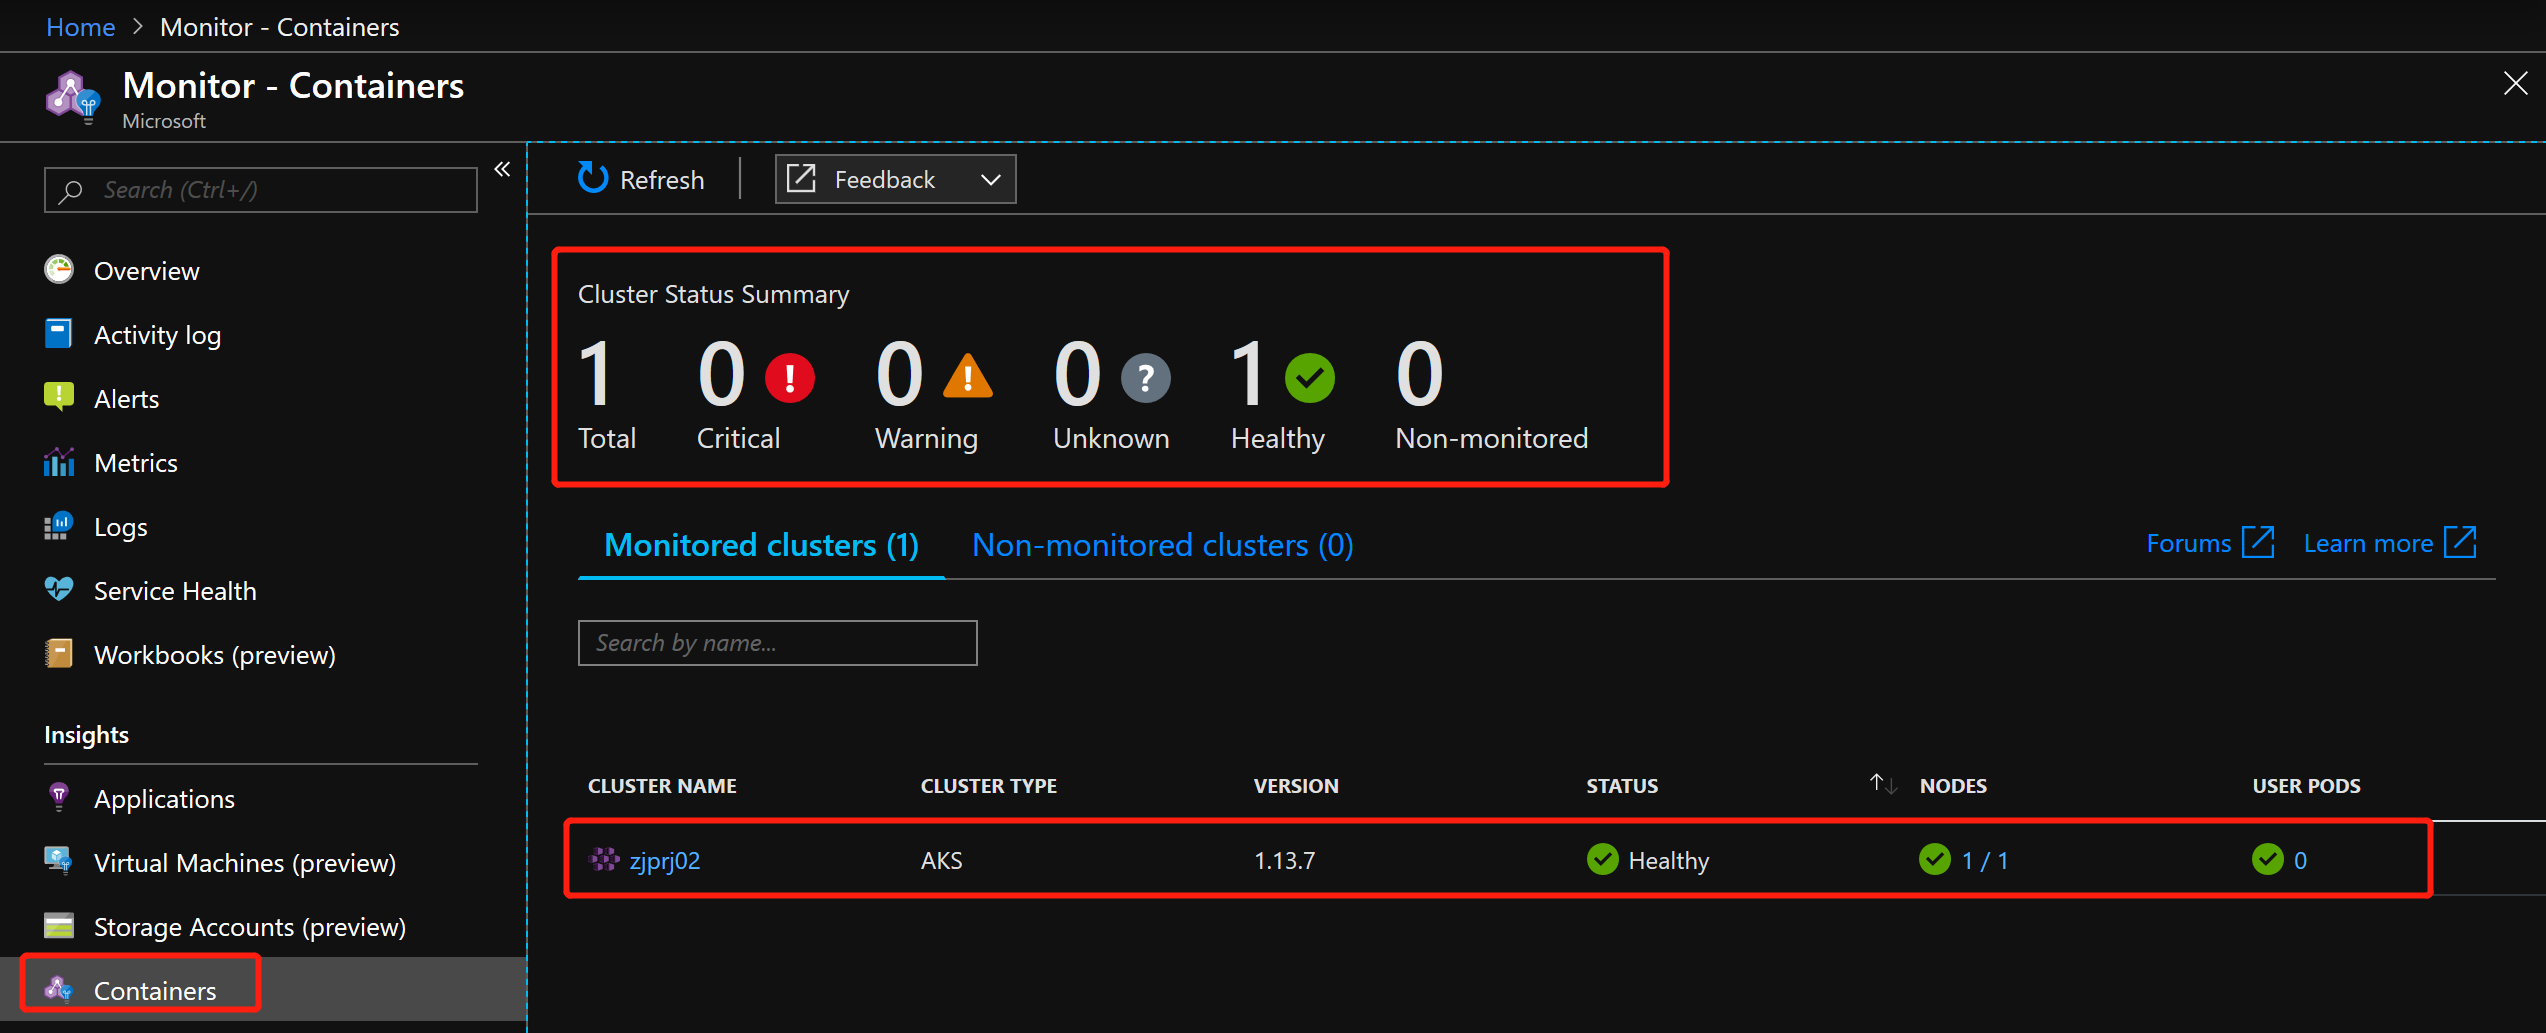 Home > Monitor - Containers
Monitor - Containers
Microsoft
Search (Ctrl+/)
Overview
Activity log
Alerts
Metrics
Logs
Service Health
Workbooks (preview)
Insights
Applications
Virtual Machines (preview)
Storage Accounts (preview)
Containers
Refresh
Feedback
Cluster Status Summary
1 0 0 0 1 0
Total Critical Warning Unknown Healthy Non-monitored
Monitored clusters (1) Non-monitored clusters (0) Forums Learn more
Search by name...
CLUSTER NAME CLUSTER TYPE VERSION STATUS NODES USER PODS
zjprj02 AKS 1.13.7 Healthy 1 / 1 0